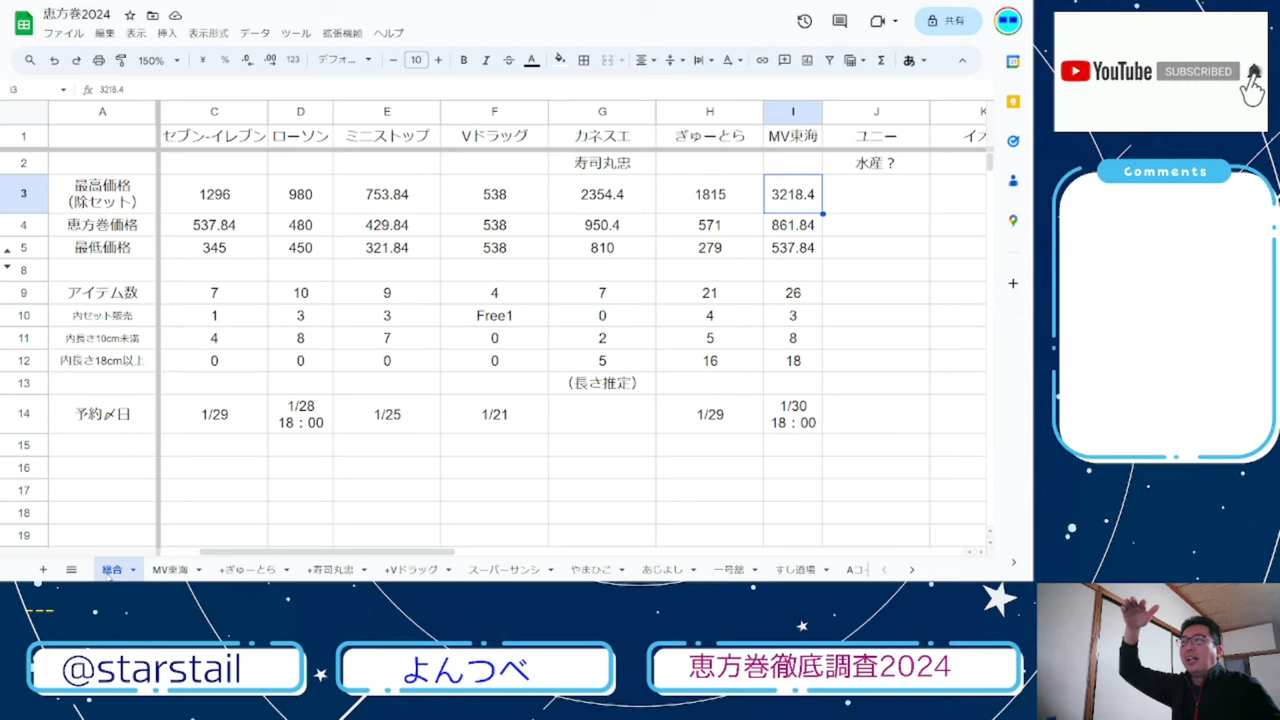 恵方巻2024
ファイル 編集 表示 挿入 表示形式 データ ツール 拡張機能 ヘルプ
共有
150% ¥ % .0 .00 123 デフォ... 10 B I A あ
I3 fx 3218.4
A C D E F G H I J K
1 セブン-イレブン ローソン ミニストップ Vドラッグ カネスエ ぎゅーとら MV東海 ユニー イオ
2 寿司丸忠 水産？
3 最高価格 （除セット） 1296 980 753.84 538 2354.4 1815 3218.4
4 恵方巻価格 537.84 480 429.84 538 950.4 571 861.84
5 最低価格 345 450 321.84 538 810 279 537.84
8
9 アイテム数 7 10 9 4 7 21 26
10 内セット販売 1 3 3 Free1 0 4 3
11 内長さ10cm未満 4 8 7 0 2 5 8
12 内長さ18cm以上 0 0 0 0 5 16 18
13 （長さ推定）
14 予約〆日 1/29 1/28 18：00 1/25 1/21 1/29 1/30 18：00
15
16
17
18
19
総合 MV東海 +ぎゅーとら +寿司丸忠 +Vドラッグ スーパーサンシ やまひこ あじよし 一号舘 すし道場 Aコ
YouTube SUBSCRIBED
Comments
@starstail
よんつべ
恵方巻徹底調査2024